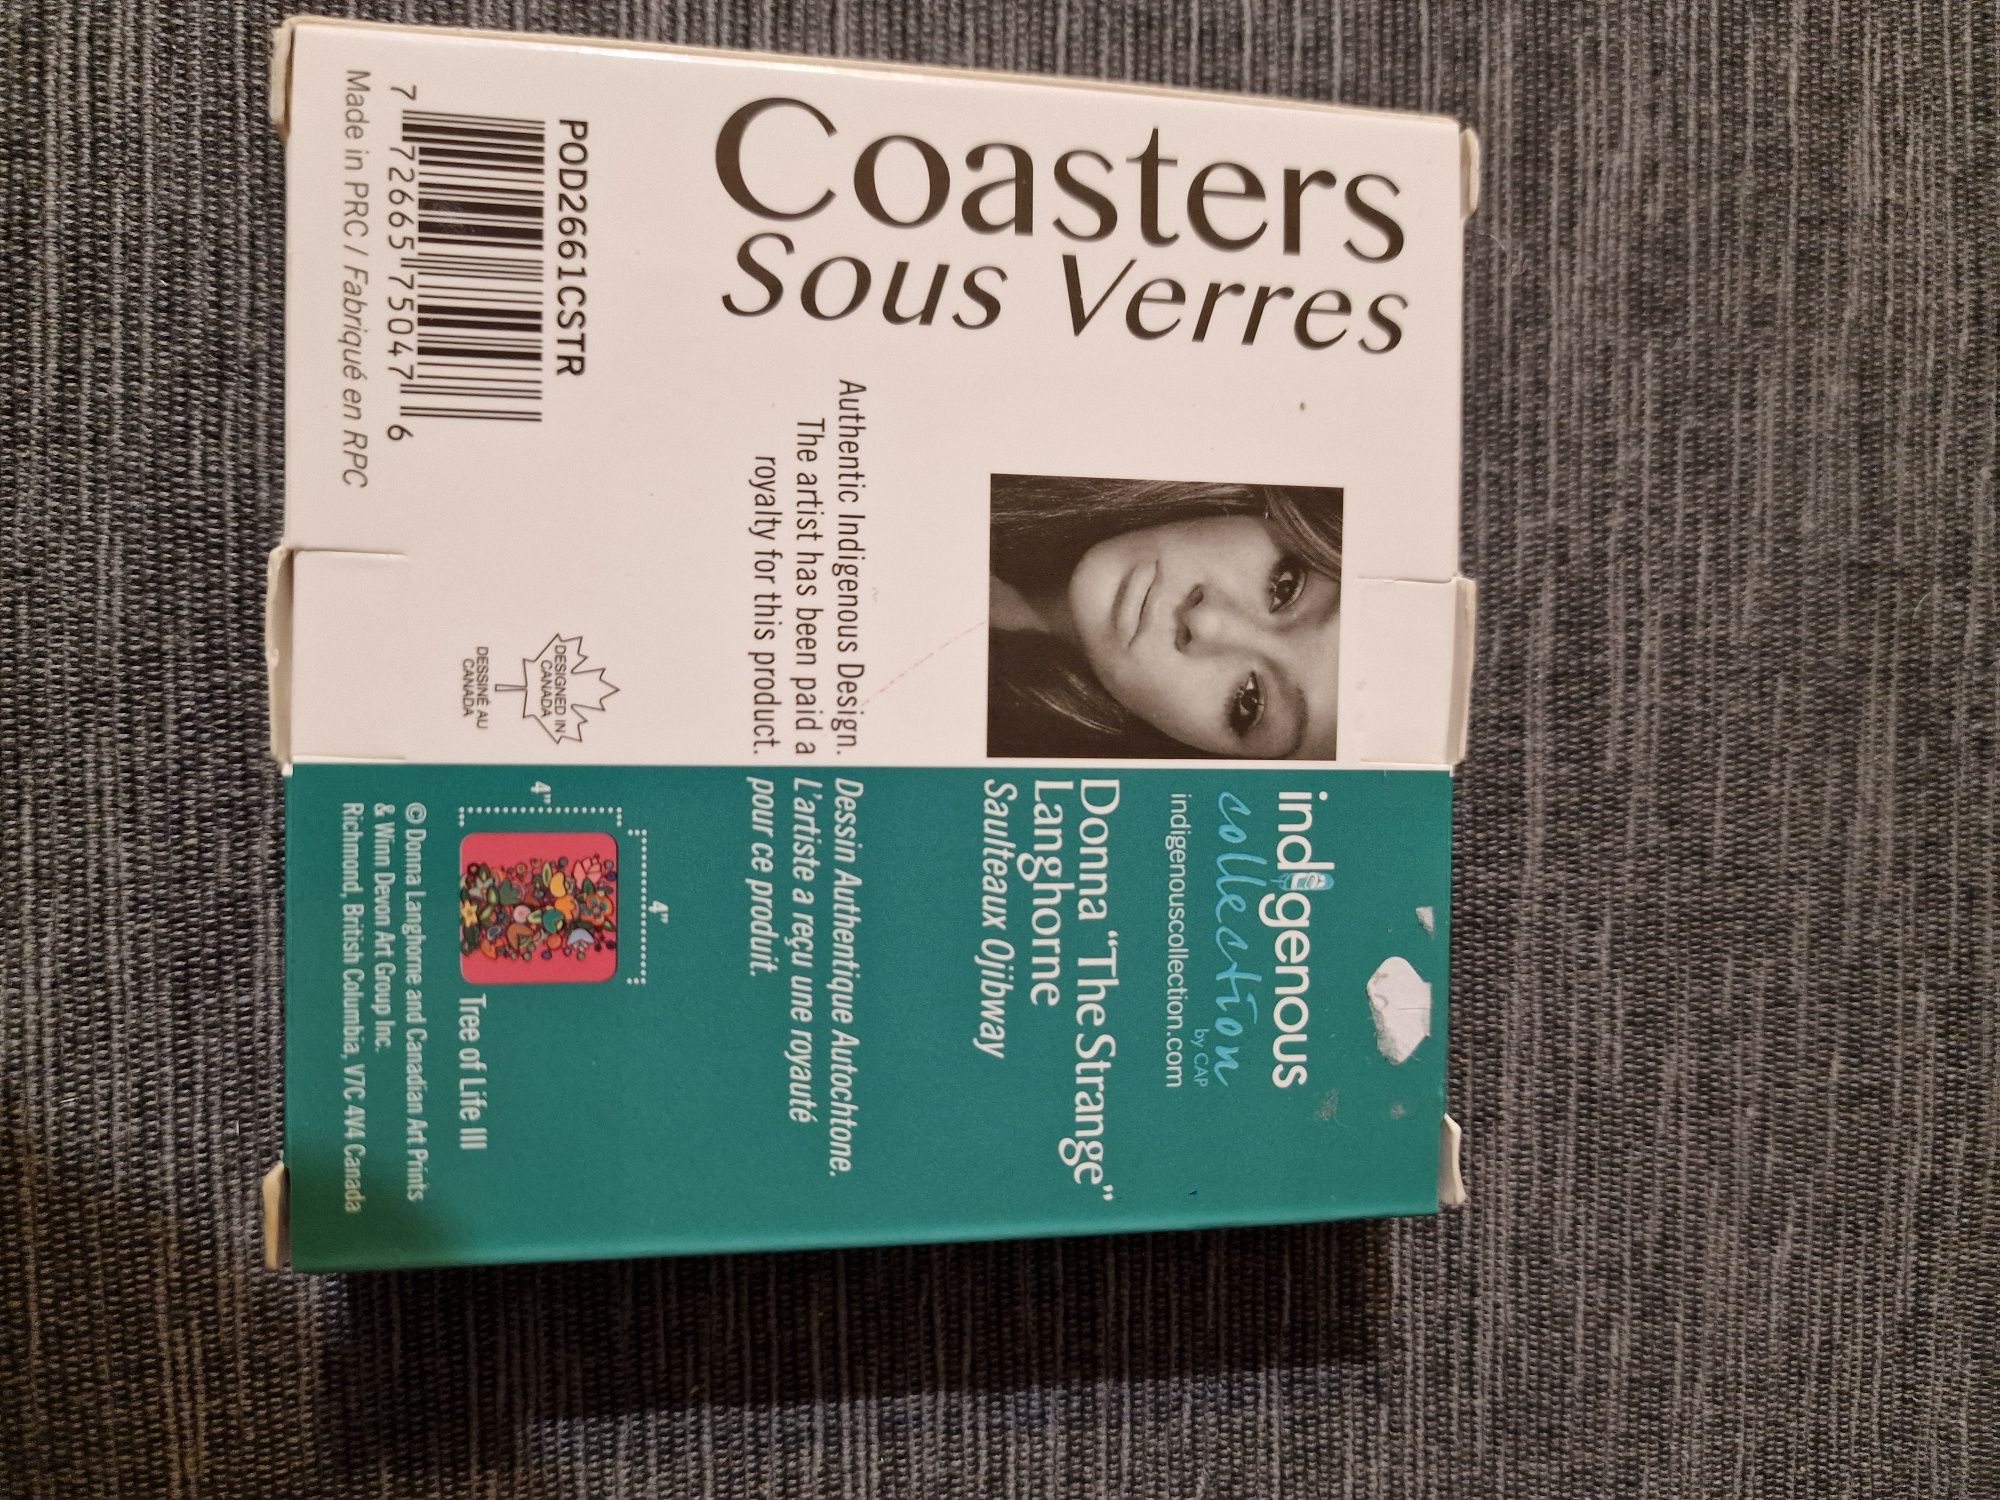 Coasters
Sous Verres
indigenous
collection
by CAP
indigenouscollection.com
Donna "The Strange"
Langhorne
Saulteaux Ojibway
Authentic Indigenous Design.
The artist has been paid a
royalty for this product.
Dessin Authentique Autochtone.
L'artiste a reçu une royauté
pour ce produit.
POD2661CSTR
7 72665 75047 6
Made in PRC / Fabriqué en RPC
DESIGNED IN
CANADA
DESSINÉ AU
CANADA
4"
4"
Tree of Life III
© Donna Langhorne and Canadian Art Prints
& Winn Devon Art Group Inc.
Richmond, British Columbia, V7C 4V4 Canada